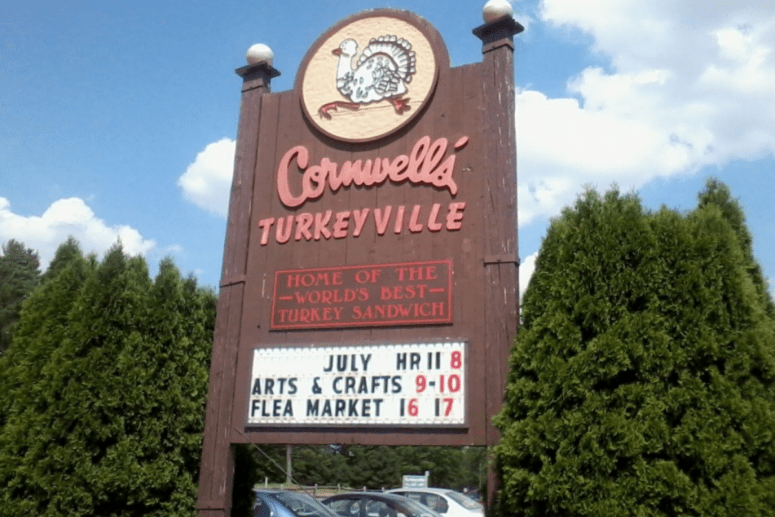 Cornwell's
TURKEYVILLE
HOME OF THE
WORLD'S BEST
TURKEY SANDWICH
JULY HR 11 8
ARTS & CRAFTS 9-10
FLEA MARKET 16 17